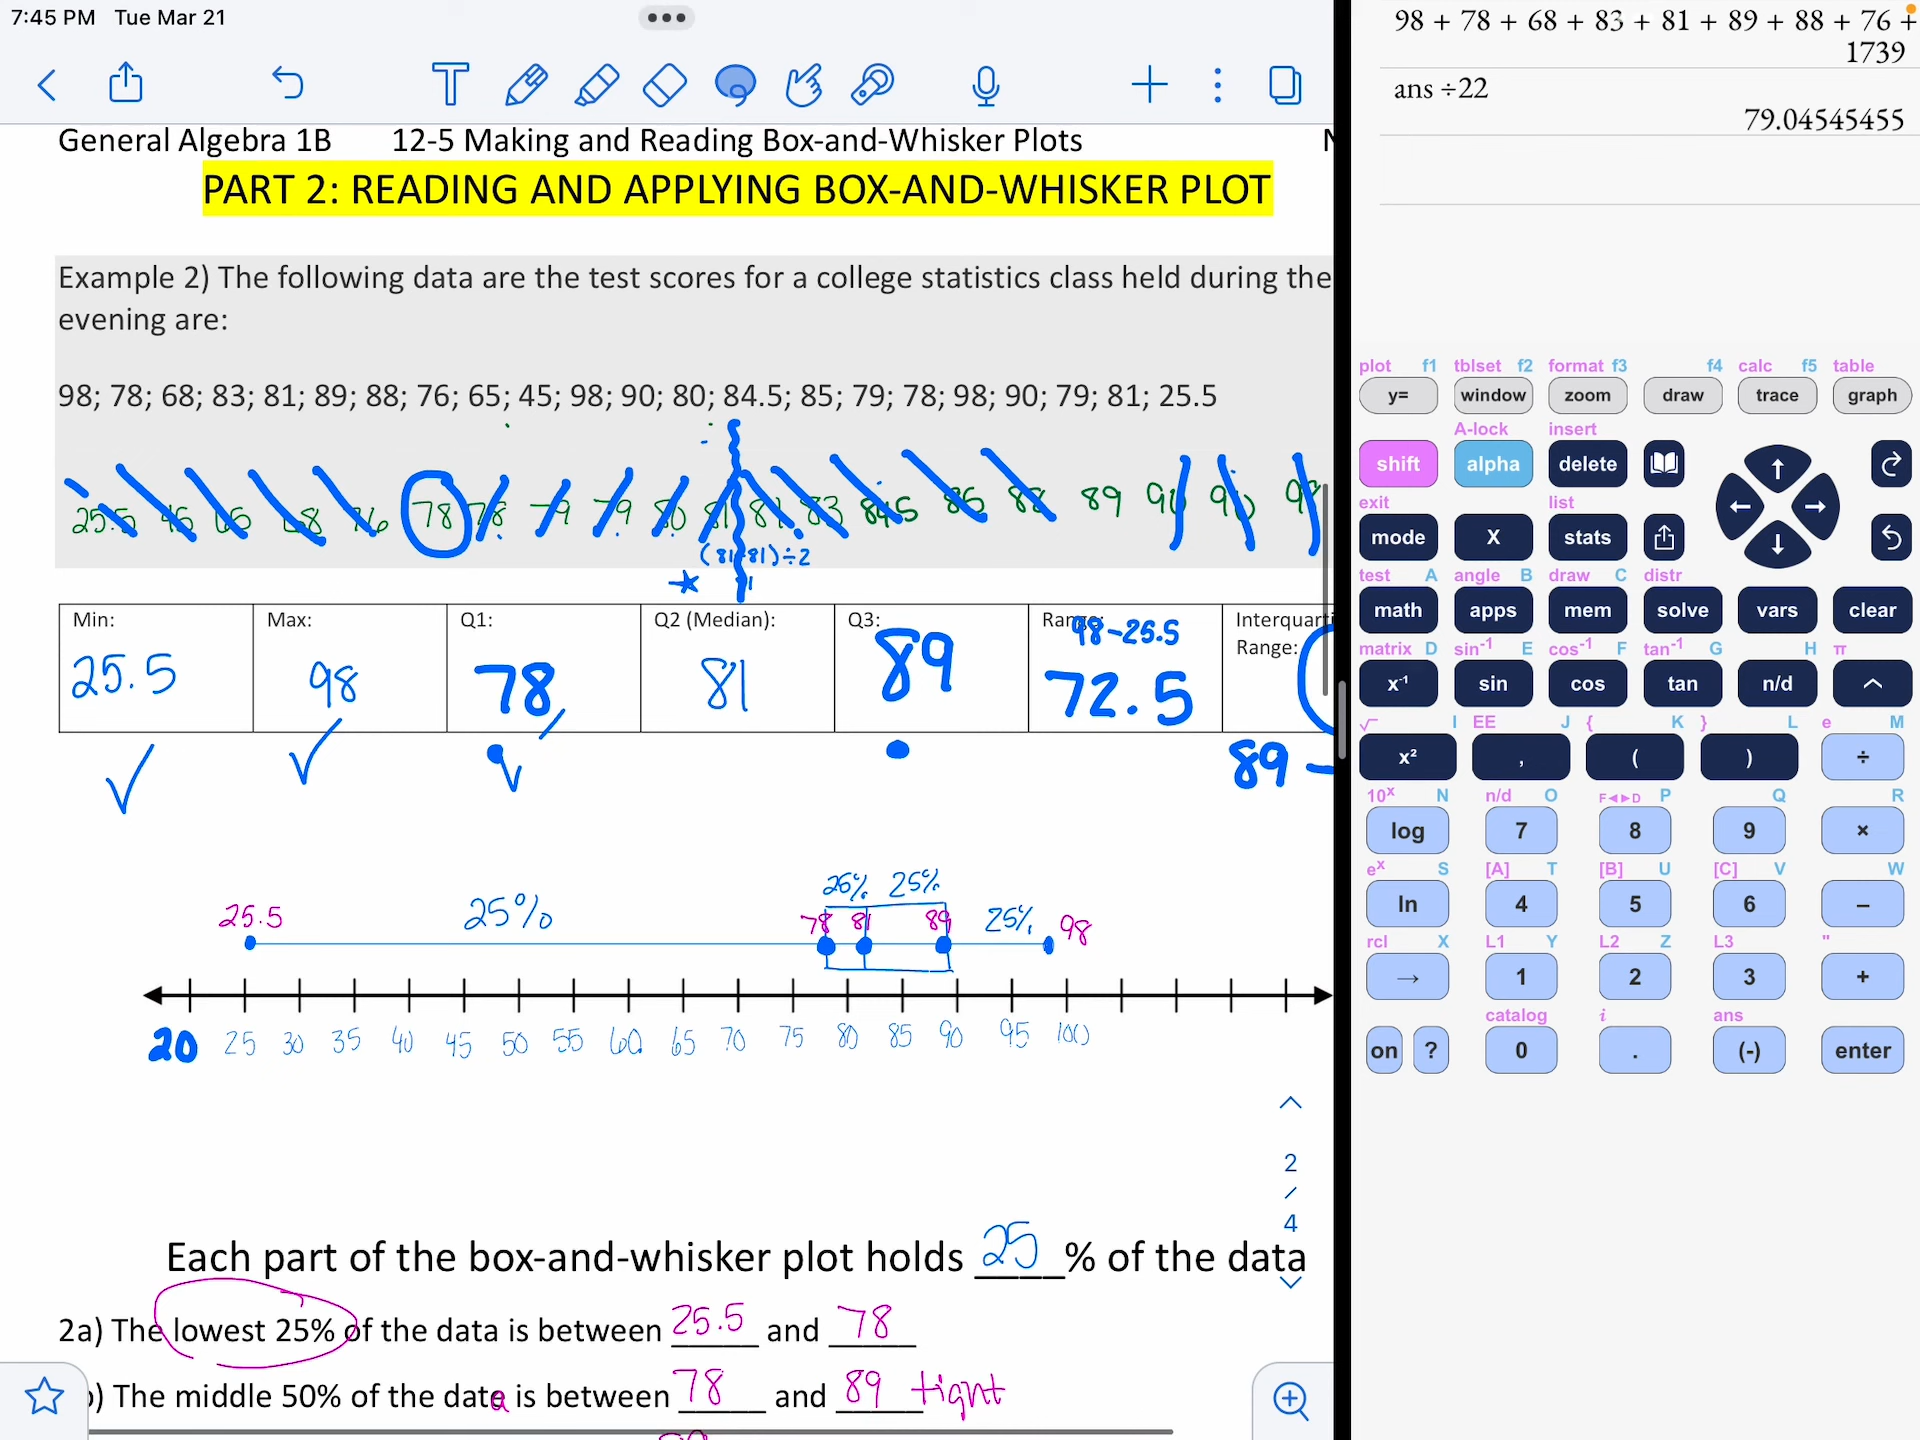 7:45 PM Tue Mar 21
General Algebra 1B 12-5 Making and Reading Box-and-Whisker Plots
PART 2: READING AND APPLYING BOX-AND-WHISKER PLOT
Example 2) The following data are the test scores for a college statistics class held during the
evening are:
98; 78; 68; 83; 81; 89; 88; 76; 65; 45; 98; 90; 80; 84.5; 85; 79; 78; 98; 90; 79; 81; 25.5
25.5 45 65 68 76 78 78 79 79 80 81 81 83 84.5 85 88 89 90 90 98
(81+81)÷2
Min: Max: Q1: Q2 (Median): Q3: Range: Interquarti
Range:
98-25.5
25.5 98 78 81 89 72.5
89 -
25% 25%
25.5 25% 78 81 89 25% 98
20 25 30 35 40 45 50 55 60 65 70 75 80 85 90 95 100
Each part of the box-and-whisker plot holds 25 % of the data
2a) The lowest 25% of the data is between 25.5 and 78
) The middle 50% of the data is between 78 and 89 tight
2
/
4
98 + 78 + 68 + 83 + 81 + 89 + 88 + 76 +
1739
ans ÷22
79.04545455
plot f1 tblset f2 format f3 f4 calc f5 table
y= window zoom draw trace graph
A-lock insert
shift alpha delete
exit list
mode X stats
test A angle B draw C distr
math apps mem solve vars clear
matrix D sin⁻¹ E cos⁻¹ F tan⁻¹ G H π
x⁻¹ sin cos tan n/d ^
√ I EE J { K } L e M
x² , ( ) ÷
10ˣ N n/d O F◄►D P Q R
log 7 8 9 ×
eˣ S [A] T [B] U [C] V W
ln 4 5 6 −
rcl X L1 Y L2 Z L3 "
→ 1 2 3 +
catalog i ans
on ? 0 . (-) enter